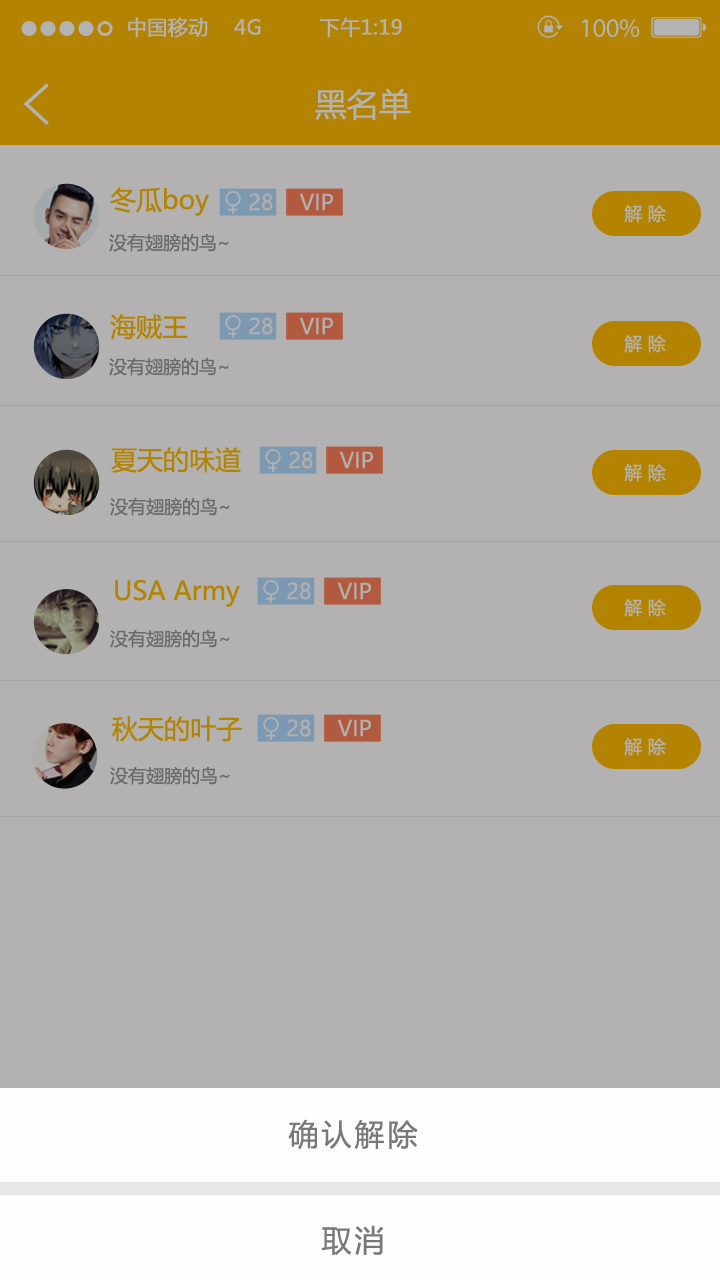 中国移动 4G 下午1:19 100%
黑名单
冬瓜boy ♀ 28 VIP
没有翅膀的鸟~
解除
海贼王 ♀ 28 VIP
没有翅膀的鸟~
解除
夏天的味道 ♀ 28 VIP
没有翅膀的鸟~
解除
USA Army ♀ 28 VIP
没有翅膀的鸟~
解除
秋天的叶子 ♀ 28 VIP
没有翅膀的鸟~
解除
确认解除
取消